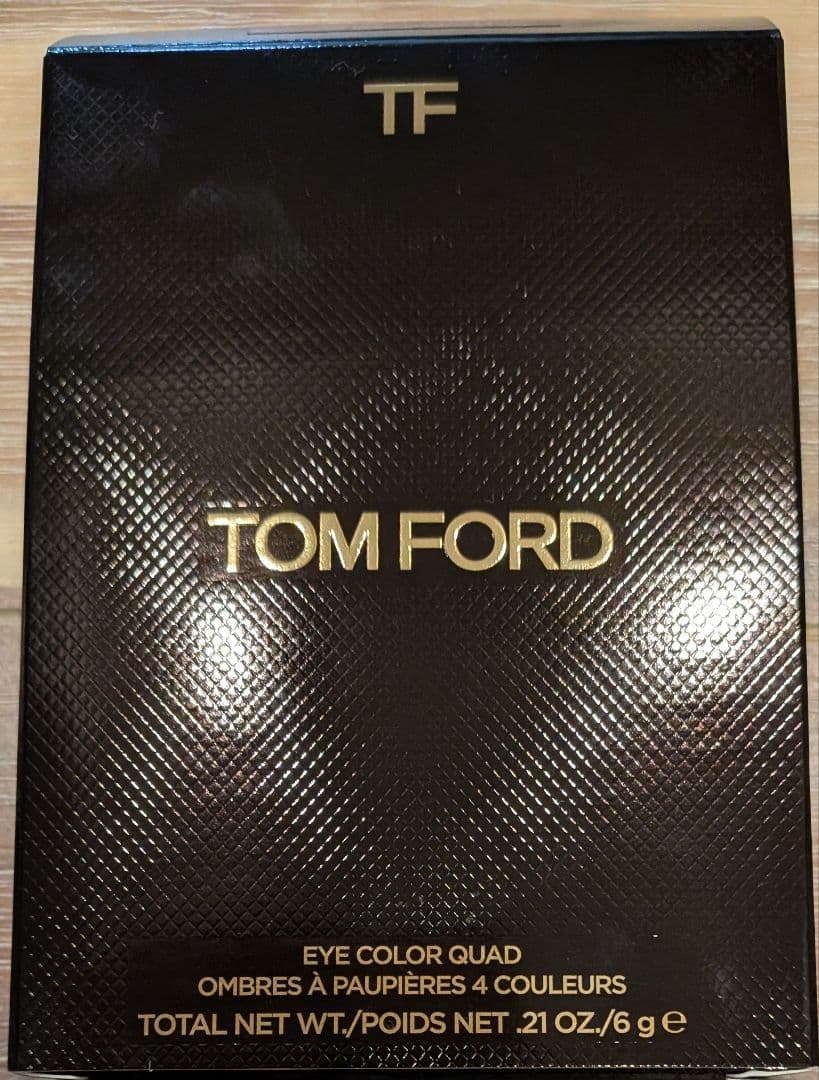 TF
TOM FORD
EYE COLOR QUAD
OMBRES À PAUPIÈRES 4 COULEURS
TOTAL NET WT./POIDS NET .21 OZ./6 g ℮